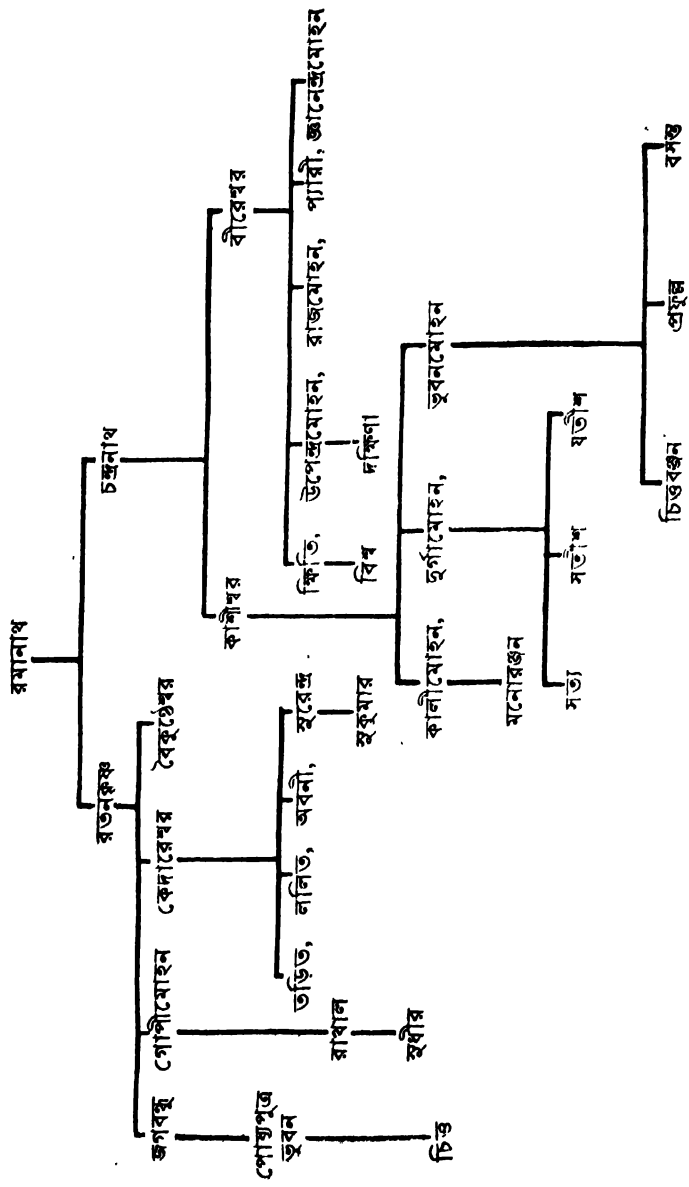 রমানাথ
রতনকৃষ্ণ চন্দ্রনাথ
জগবন্ধু গোপীমোহন কেদারেশ্বর বৈকুণ্ঠেশ্বর
কাশীশ্বর বীরেশ্বর
পোষ্যপুত্র
ভুবন
তড়িত, ললিত, অবনী, সুরেন্দ্র
ক্ষিতি, উপেন্দ্রমোহন, রাজমোহন, প্যারী, জ্ঞানেন্দ্রমোহন
রাখাল
সুকুমার
বিশ্ব দক্ষিণা
সুধীর
চিত্ত
কালীমোহন, দুর্গামোহন, ভুবনমোহন
মনোরঞ্জন
সত্য সতীশ যতীশ
চিত্তরঞ্জন প্রফুল্ল বসন্ত